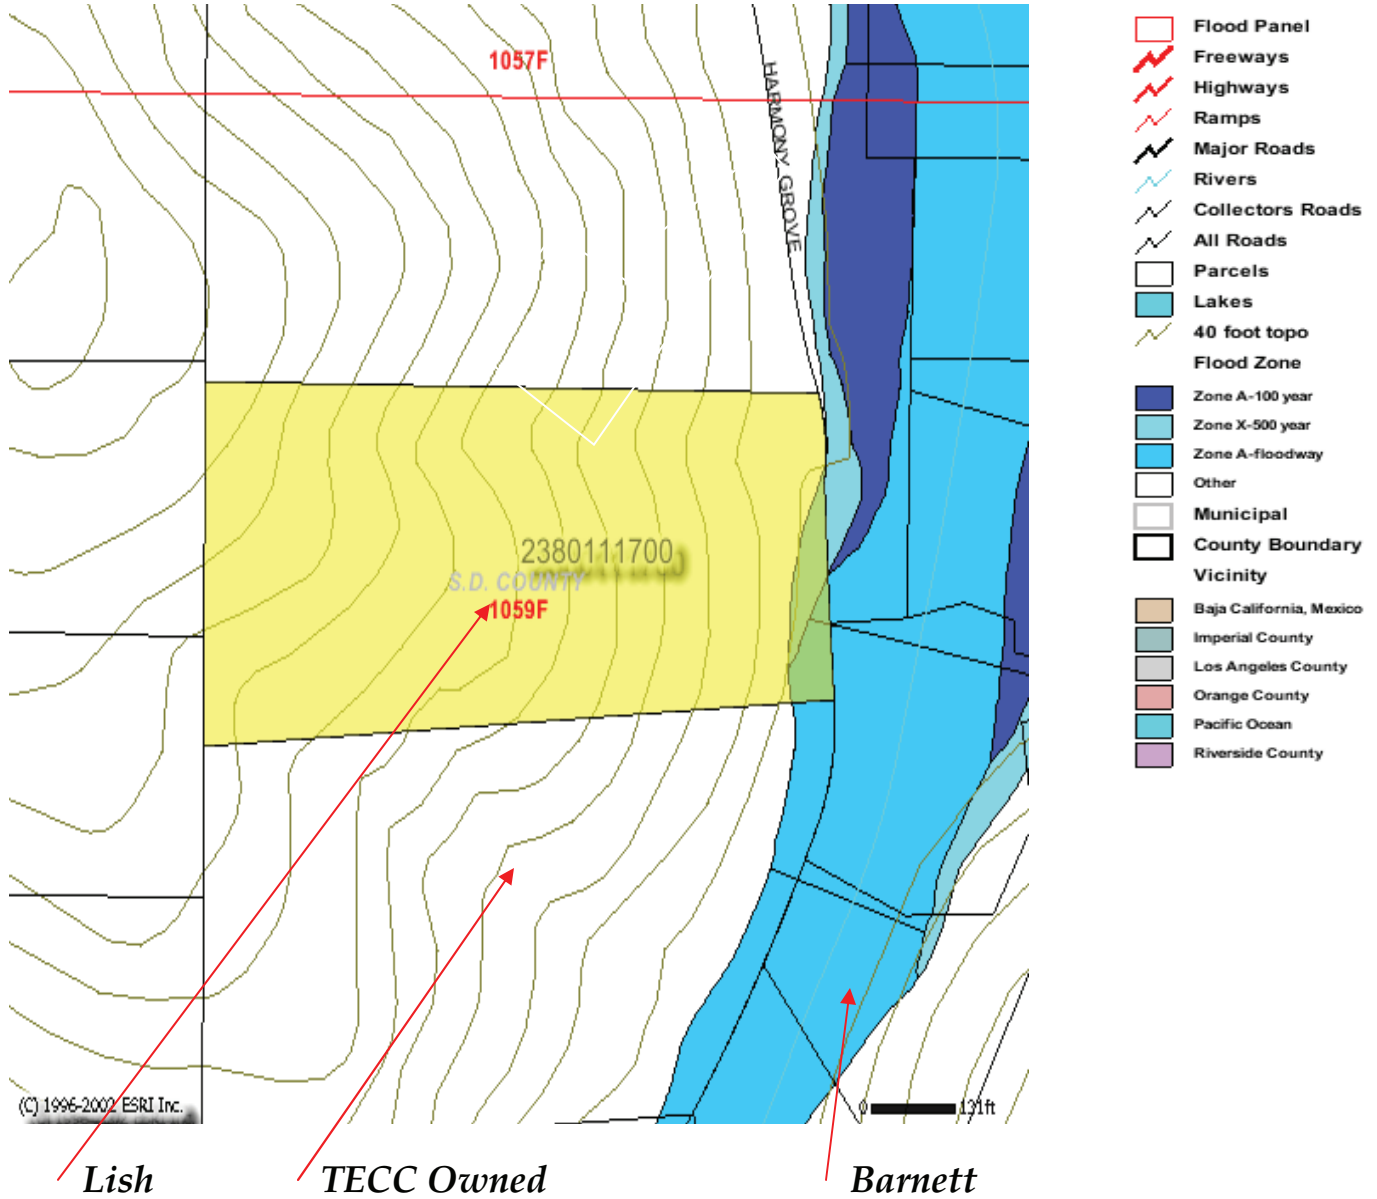 1057F
HARMONY GROVE
2380111700
S.D. COUNTY
1059F
(C) 1996-2002 ESRI Inc.
0 131ft
Lish
TECC Owned
Barnett
Flood Panel
Freeways
Highways
Ramps
Major Roads
Rivers
Collectors Roads
All Roads
Parcels
Lakes
40 foot topo
Flood Zone
Zone A-100 year
Zone X-500 year
Zone A-floodway
Other
Municipal
County Boundary
Vicinity
Baja California, Mexico
Imperial County
Los Angeles County
Orange County
Pacific Ocean
Riverside County